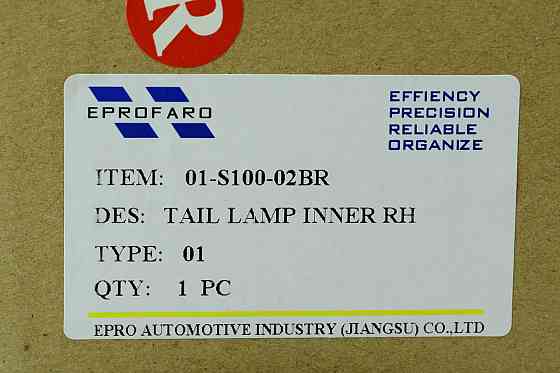 R
EPROFARO
EFFIENCY
PRECISION
RELIABLE
ORGANIZE
ITEM: 01-S100-02BR
DES: TAIL LAMP INNER RH
TYPE: 01
QTY: 1 PC
EPRO AUTOMOTIVE INDUSTRY (JIANGSU) CO.,LTD